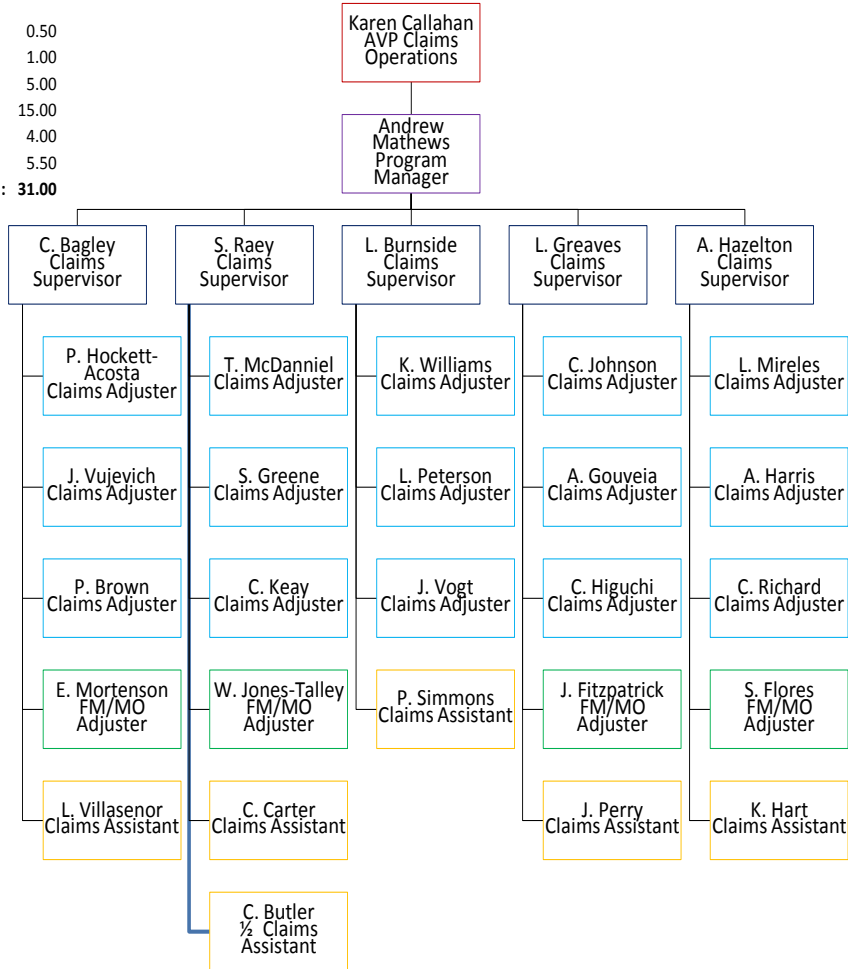 0.50
1.00
5.00
15.00
4.00
5.50
: 31.00
Karen Callahan
AVP Claims
Operations
Andrew
Mathews
Program
Manager
C. Bagley
Claims
Supervisor
S. Raey
Claims
Supervisor
L. Burnside
Claims
Supervisor
L. Greaves
Claims
Supervisor
A. Hazelton
Claims
Supervisor
P. Hockett-
Acosta
Claims Adjuster
T. McDanniel
Claims Adjuster
K. Williams
Claims Adjuster
C. Johnson
Claims Adjuster
L. Mireles
Claims Adjuster
J. Vujevich
Claims Adjuster
S. Greene
Claims Adjuster
L. Peterson
Claims Adjuster
A. Gouveia
Claims Adjuster
A. Harris
Claims Adjuster
P. Brown
Claims Adjuster
C. Keay
Claims Adjuster
J. Vogt
Claims Adjuster
C. Higuchi
Claims Adjuster
C. Richard
Claims Adjuster
E. Mortenson
FM/MO
Adjuster
W. Jones-Talley
FM/MO
Adjuster
P. Simmons
Claims Assistant
J. Fitzpatrick
FM/MO
Adjuster
S. Flores
FM/MO
Adjuster
L. Villasenor
Claims Assistant
C. Carter
Claims Assistant
J. Perry
Claims Assistant
K. Hart
Claims Assistant
C. Butler
½ Claims
Assistant